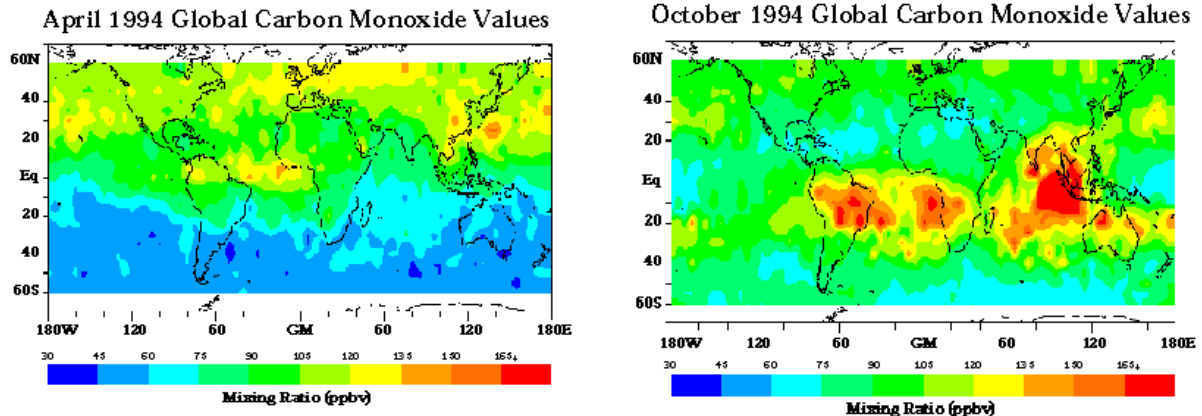 April 1994 Global Carbon Monoxide Values
60N
40
20
Eq
20
40
60S
180W 120 60 GM 60 120 180E
30 45 60 75 90 105 120 135 150 165+
Mixing Ratio (ppbv)
October 1994 Global Carbon Monoxide Values
60N
40
20
Eq
20
40
60S
180W 120 60 GM 60 120 180E
30 45 60 75 90 105 120 135 150 165+
Mixing Ratio (ppbv)